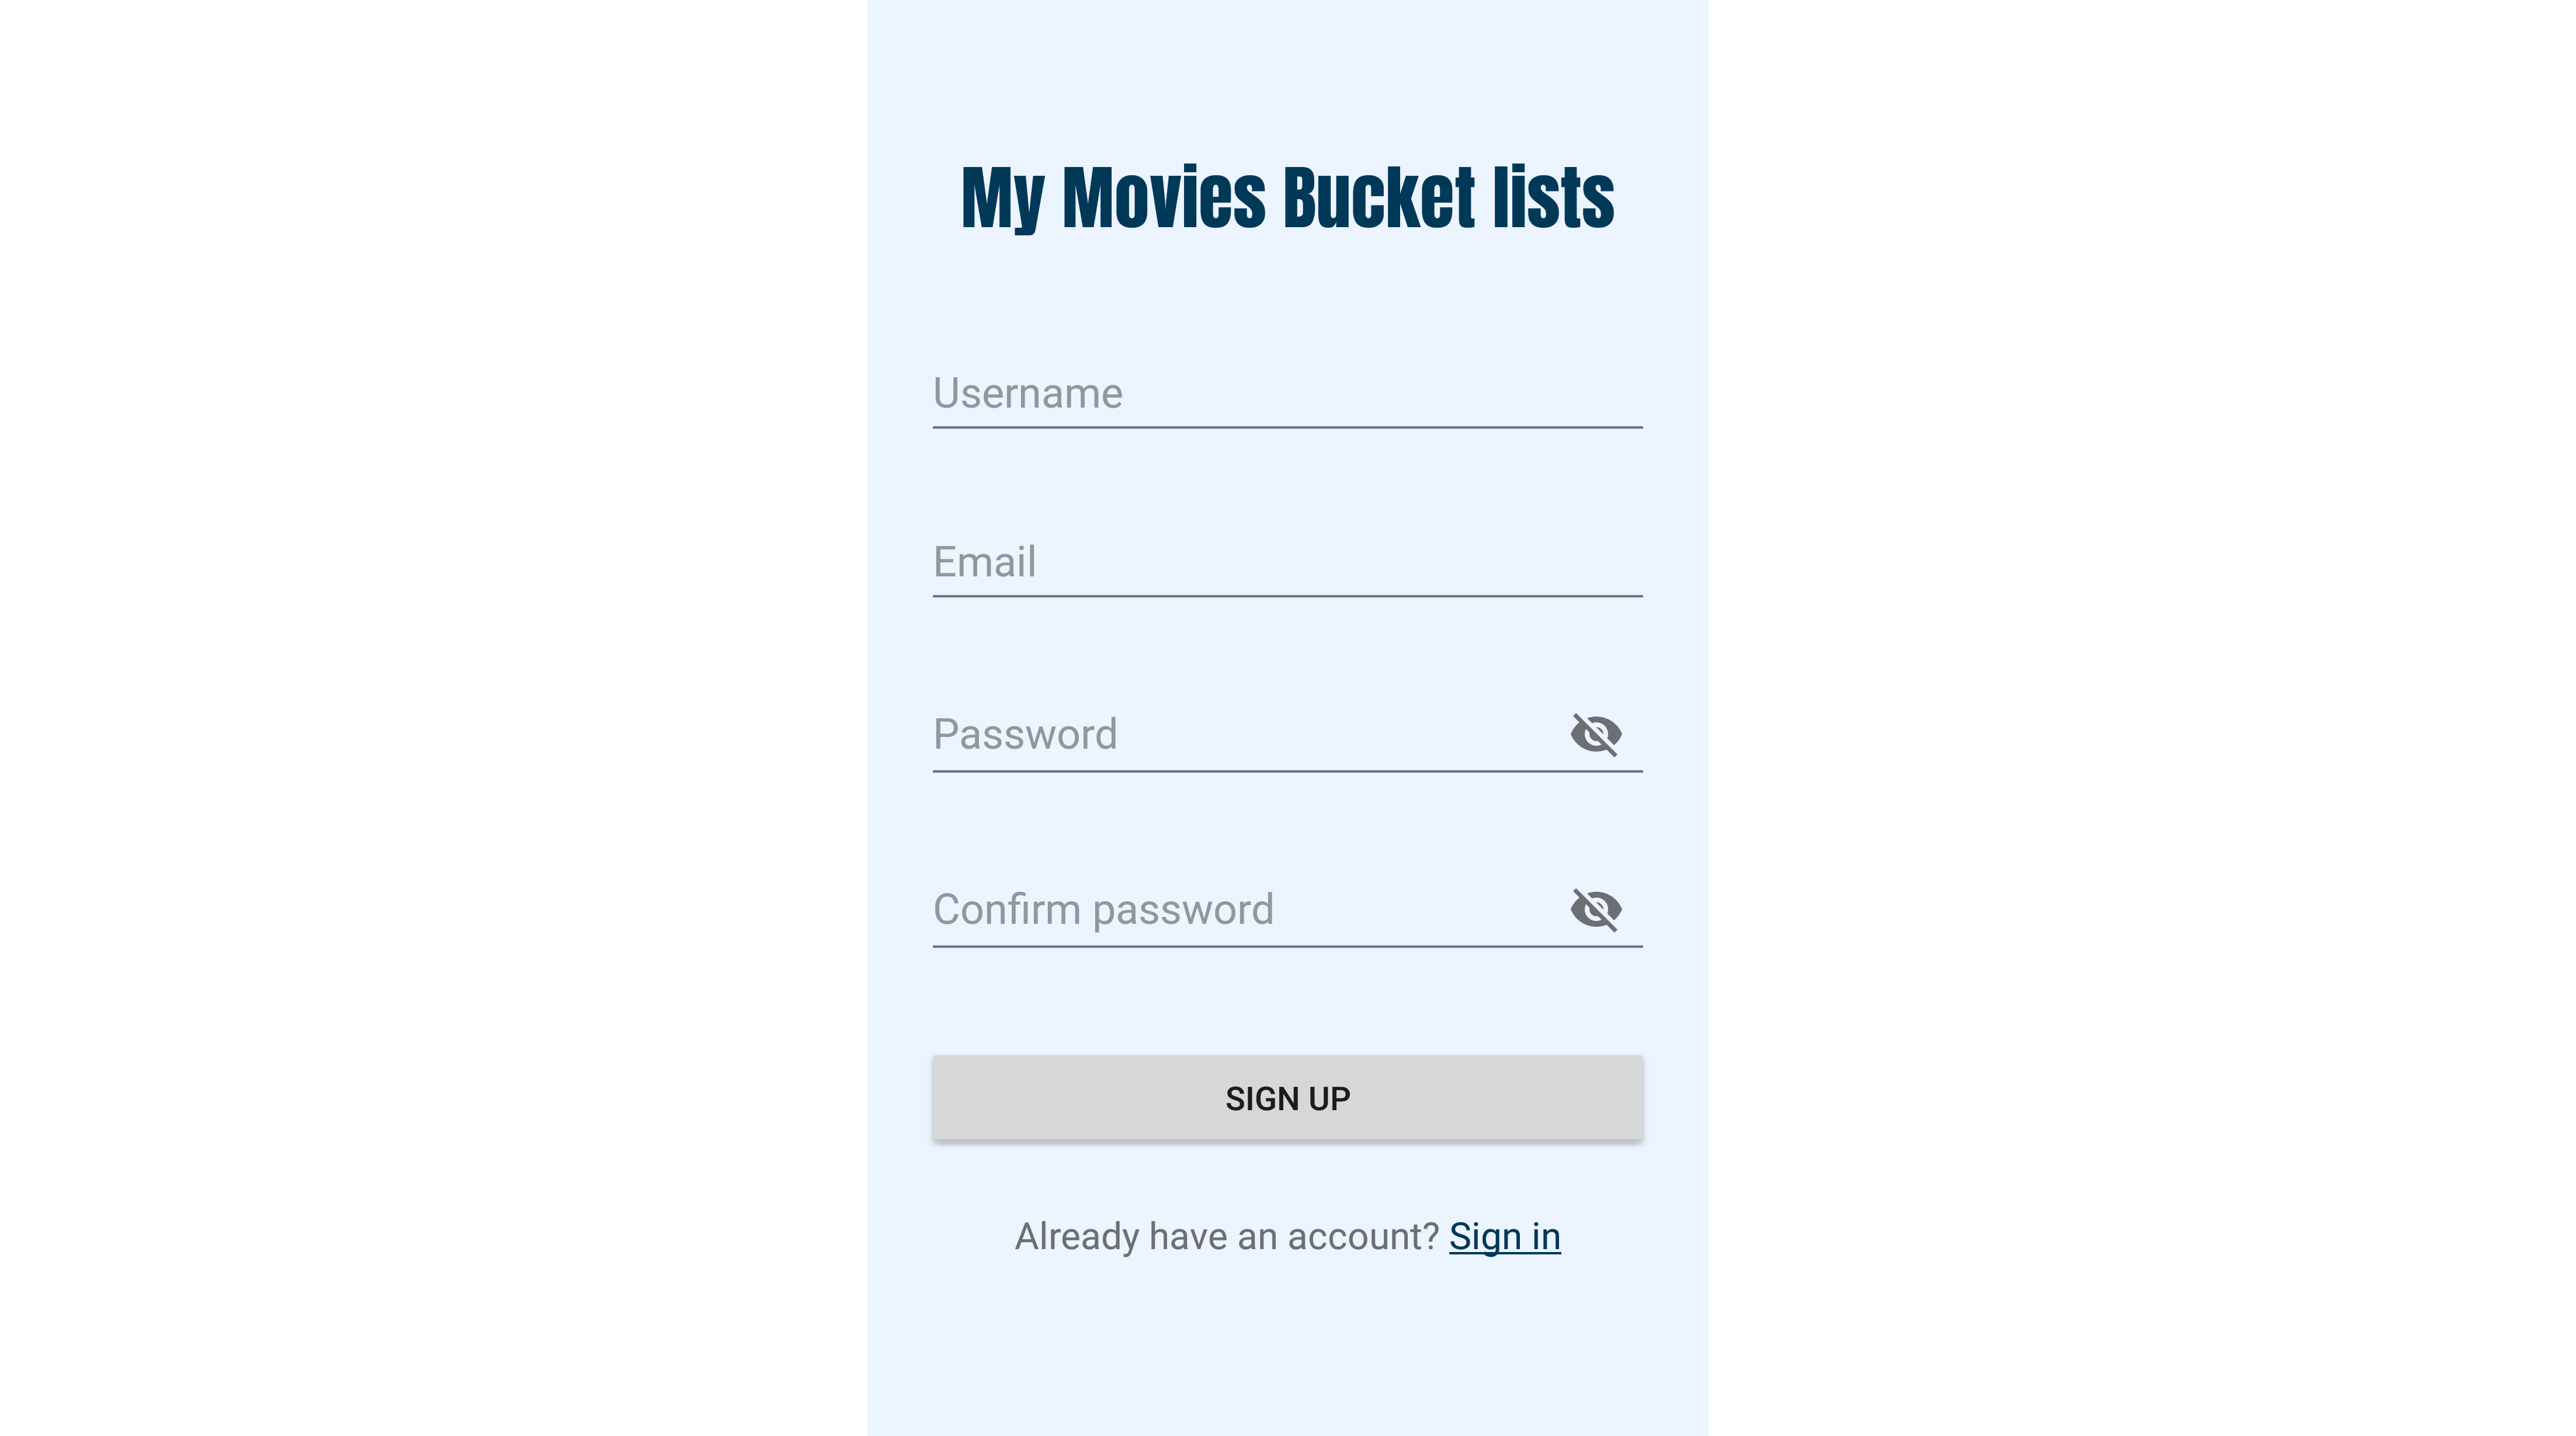 My Movies Bucket lists
Username
Email
Password
Confirm password
SIGN UP
Already have an account? Sign in